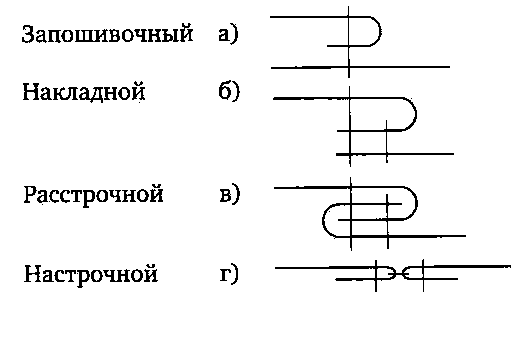 Запошивочный а)
Накладной б)
Расстрочной в)
Настрочной г)